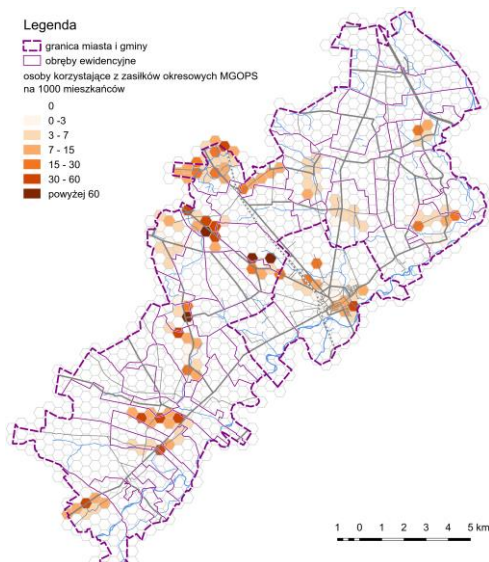 Legenda
granica miasta i gminy
obręby ewidencyjne
osoby korzystające z zasiłków okresowych MGOPS
na 1000 mieszkańców
0
0 -3
3 - 7
7 - 15
15 - 30
30 - 60
powyżej 60
1 0 1 2 3 4 5 km